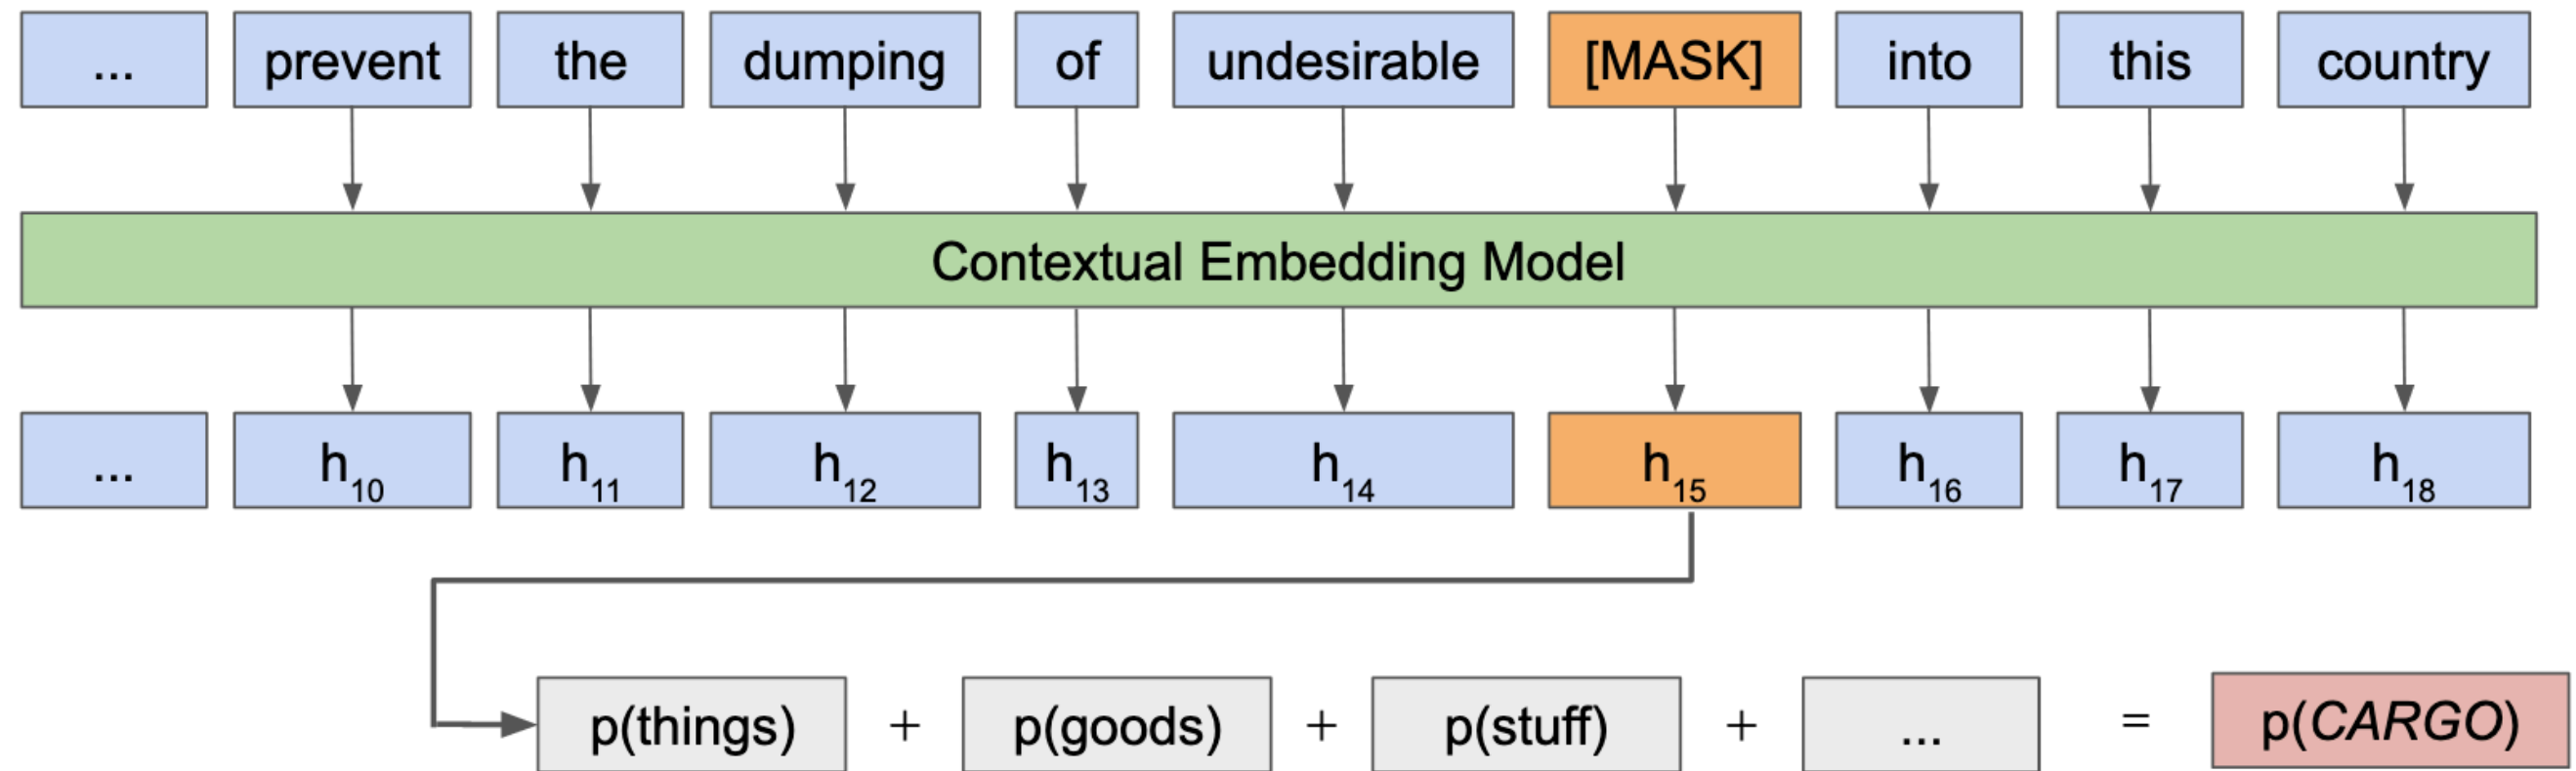 ... prevent the dumping of undesirable [MASK] into this country
Contextual Embedding Model
... h10 h11 h12 h13 h14 h15 h16 h17 h18
p(things) + p(goods) + p(stuff) + ... = p(CARGO)